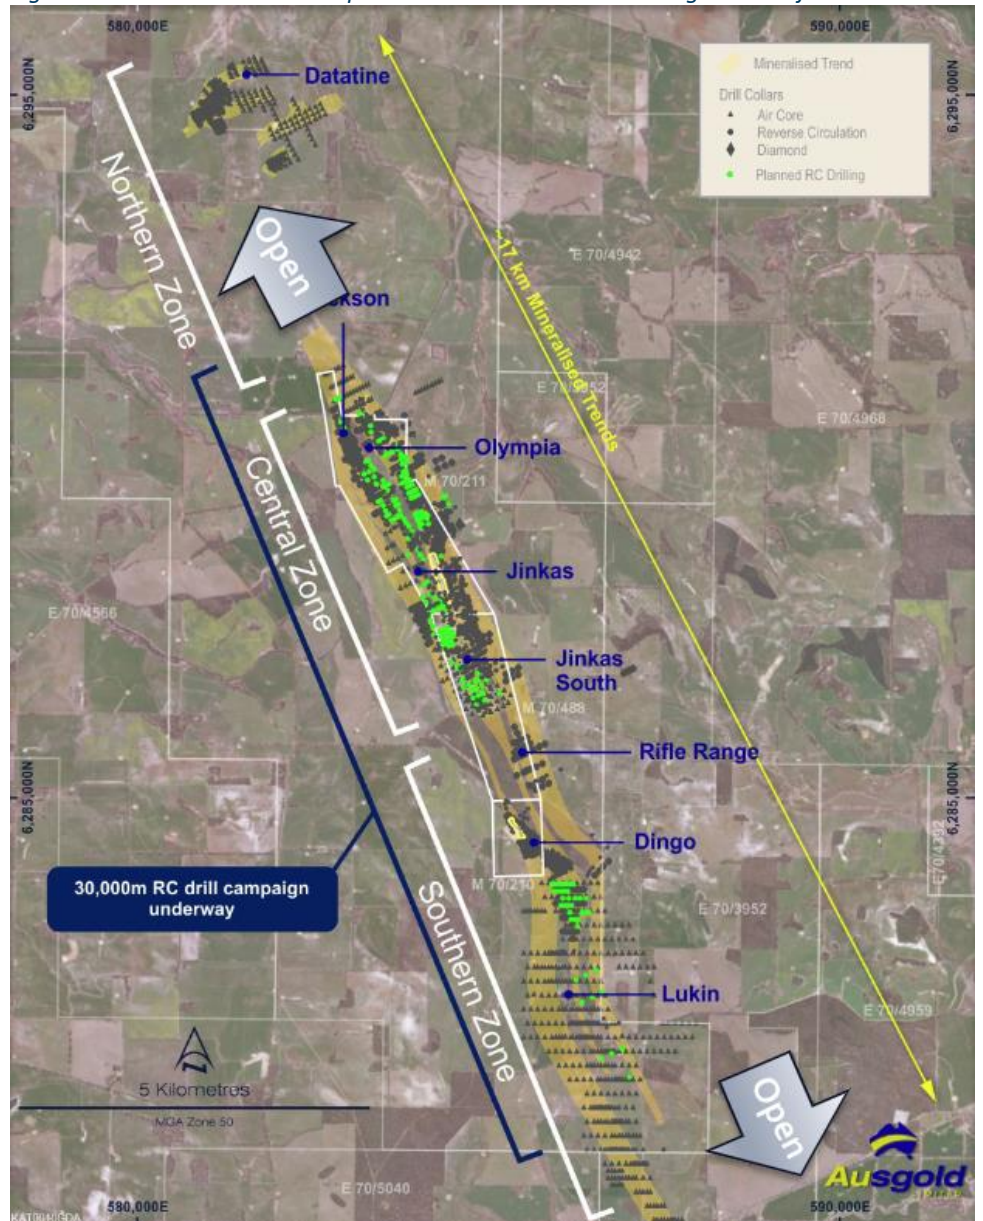 580,000E
590,000E
6,295,000N
6,295,000N
Datatine
Mineralised Trend
Drill Collars
Air Core
Reverse Circulation
Diamond
Planned RC Drilling
Northern Zone
Open
~17 km Mineralised Trends
E 70/4942
kson
E 70/4968
Olympia
M 70/211
Central Zone
Jinkas
E 70/4566
Jinkas
South
M 70/488
Rifle Range
6,285,000N
6,285,000N
Dingo
30,000m RC drill campaign
underway
M 70/210
E 70/3952
Southern Zone
Lukin
E 70/4959
5 Kilometres
MGA Zone 50
Open
Ausgold
E 70/5040
580,000E
590,000E